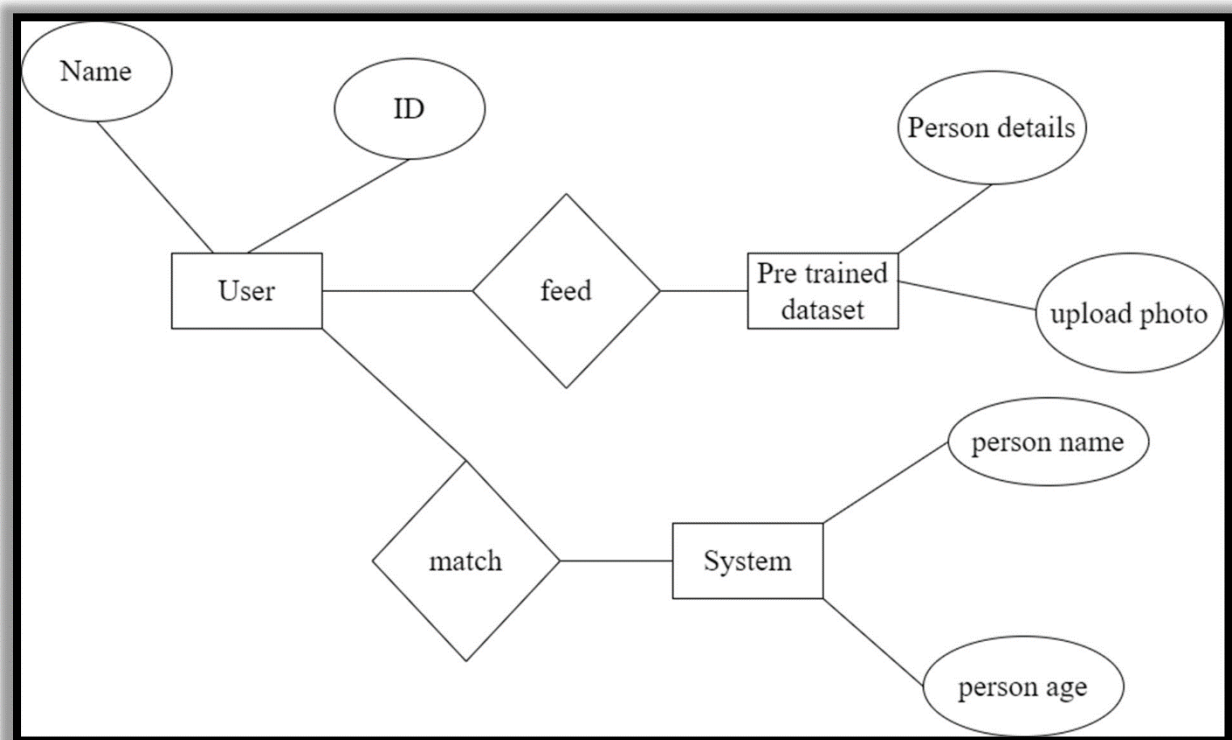 Name
ID
Person details
User
feed
Pre trained
dataset
upload photo
person name
match
System
person age